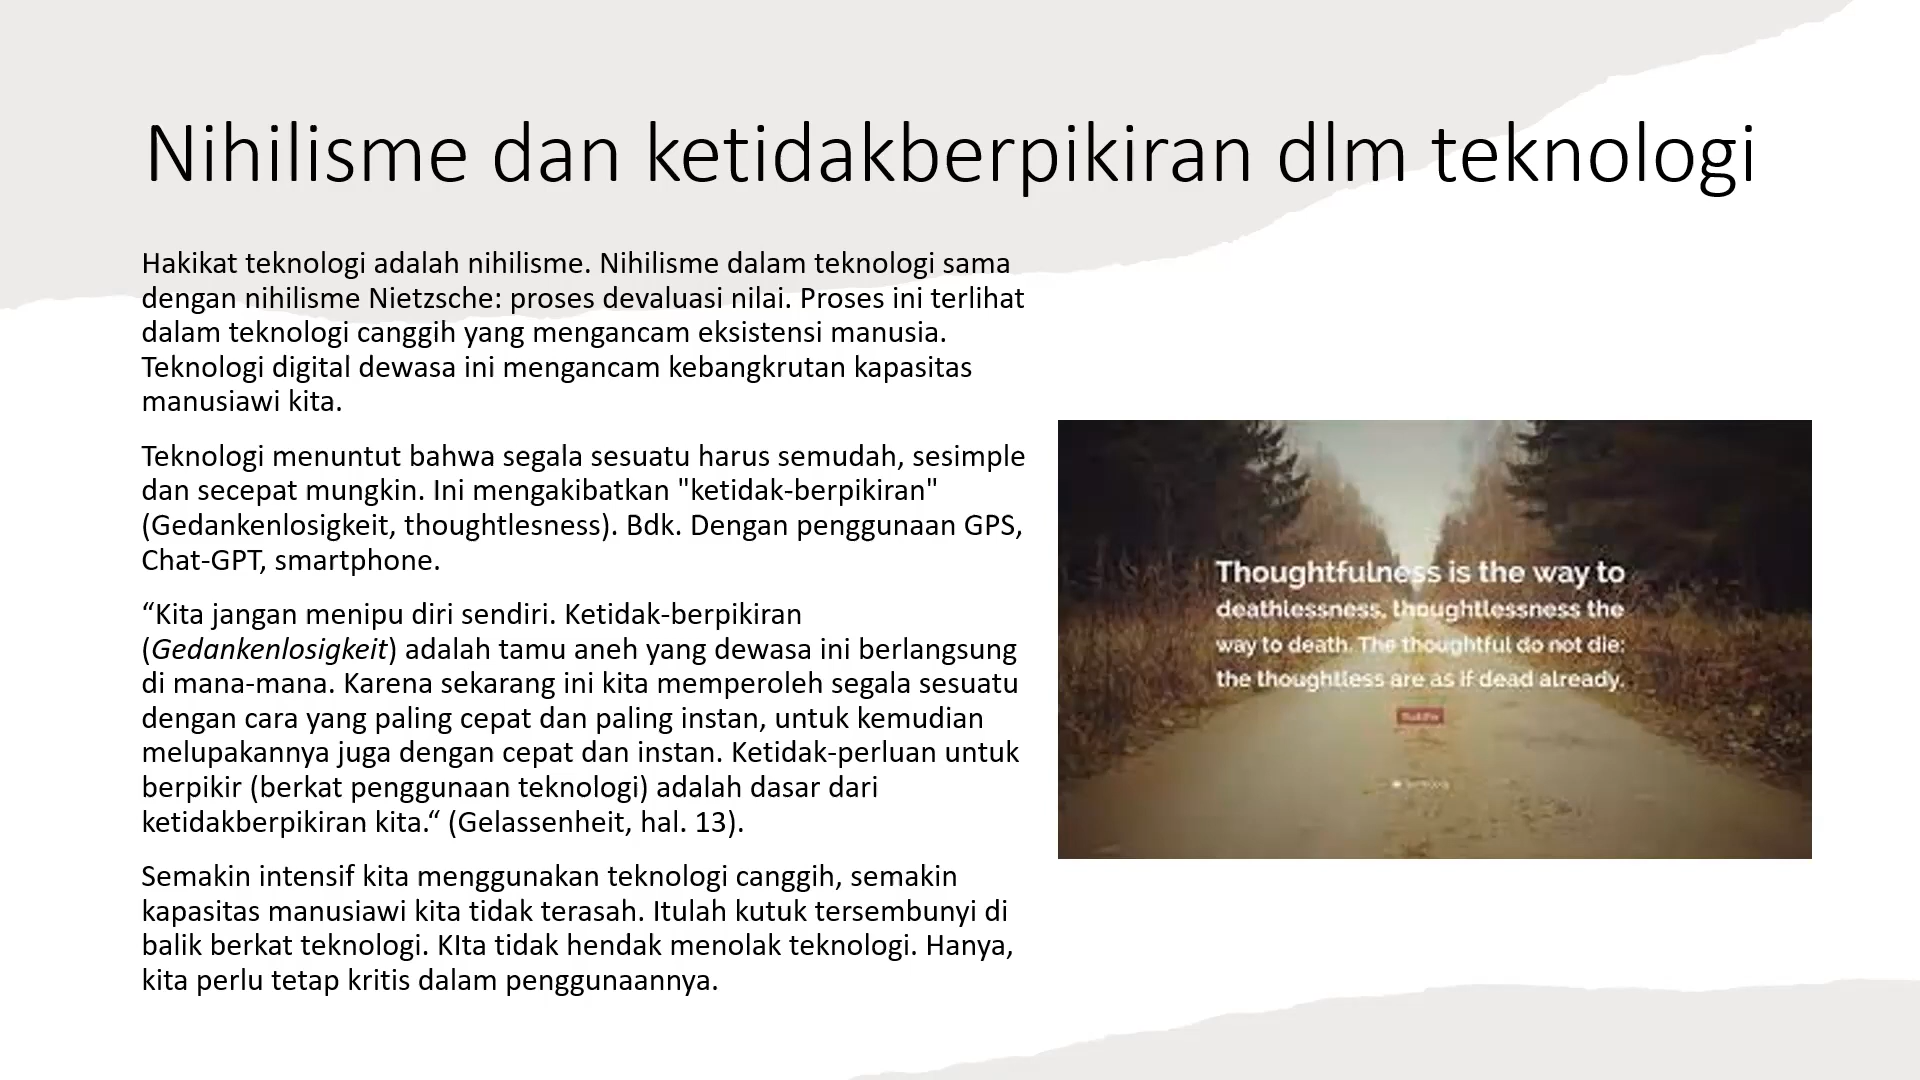 Nihilisme dan ketidakberpikiran dlm teknologi
Hakikat teknologi adalah nihilisme. Nihilisme dalam teknologi sama
dengan nihilisme Nietzsche: proses devaluasi nilai. Proses ini terlihat
dalam teknologi canggih yang mengancam eksistensi manusia.
Teknologi digital dewasa ini mengancam kebangkrutan kapasitas
manusiawi kita.
Teknologi menuntut bahwa segala sesuatu harus semudah, sesimple
dan secepat mungkin. Ini mengakibatkan "ketidak-berpikiran"
(Gedankenlosigkeit, thoughtlesness). Bdk. Dengan penggunaan GPS,
Chat-GPT, smartphone.
“Kita jangan menipu diri sendiri. Ketidak-berpikiran
(Gedankenlosigkeit) adalah tamu aneh yang dewasa ini berlangsung
di mana-mana. Karena sekarang ini kita memperoleh segala sesuatu
dengan cara yang paling cepat dan paling instan, untuk kemudian
melupakannya juga dengan cepat dan instan. Ketidak-perluan untuk
berpikir (berkat penggunaan teknologi) adalah dasar dari
ketidakberpikiran kita.“ (Gelassenheit, hal. 13).
Semakin intensif kita menggunakan teknologi canggih, semakin
kapasitas manusiawi kita tidak terasah. Itulah kutuk tersembunyi di
balik berkat teknologi. KIta tidak hendak menolak teknologi. Hanya,
kita perlu tetap kritis dalam penggunaannya.
Thoughtfulness is the way to
deathlessness, thoughtlessness the
way to death. The thoughtful do not die:
the thoughtless are as if dead already.